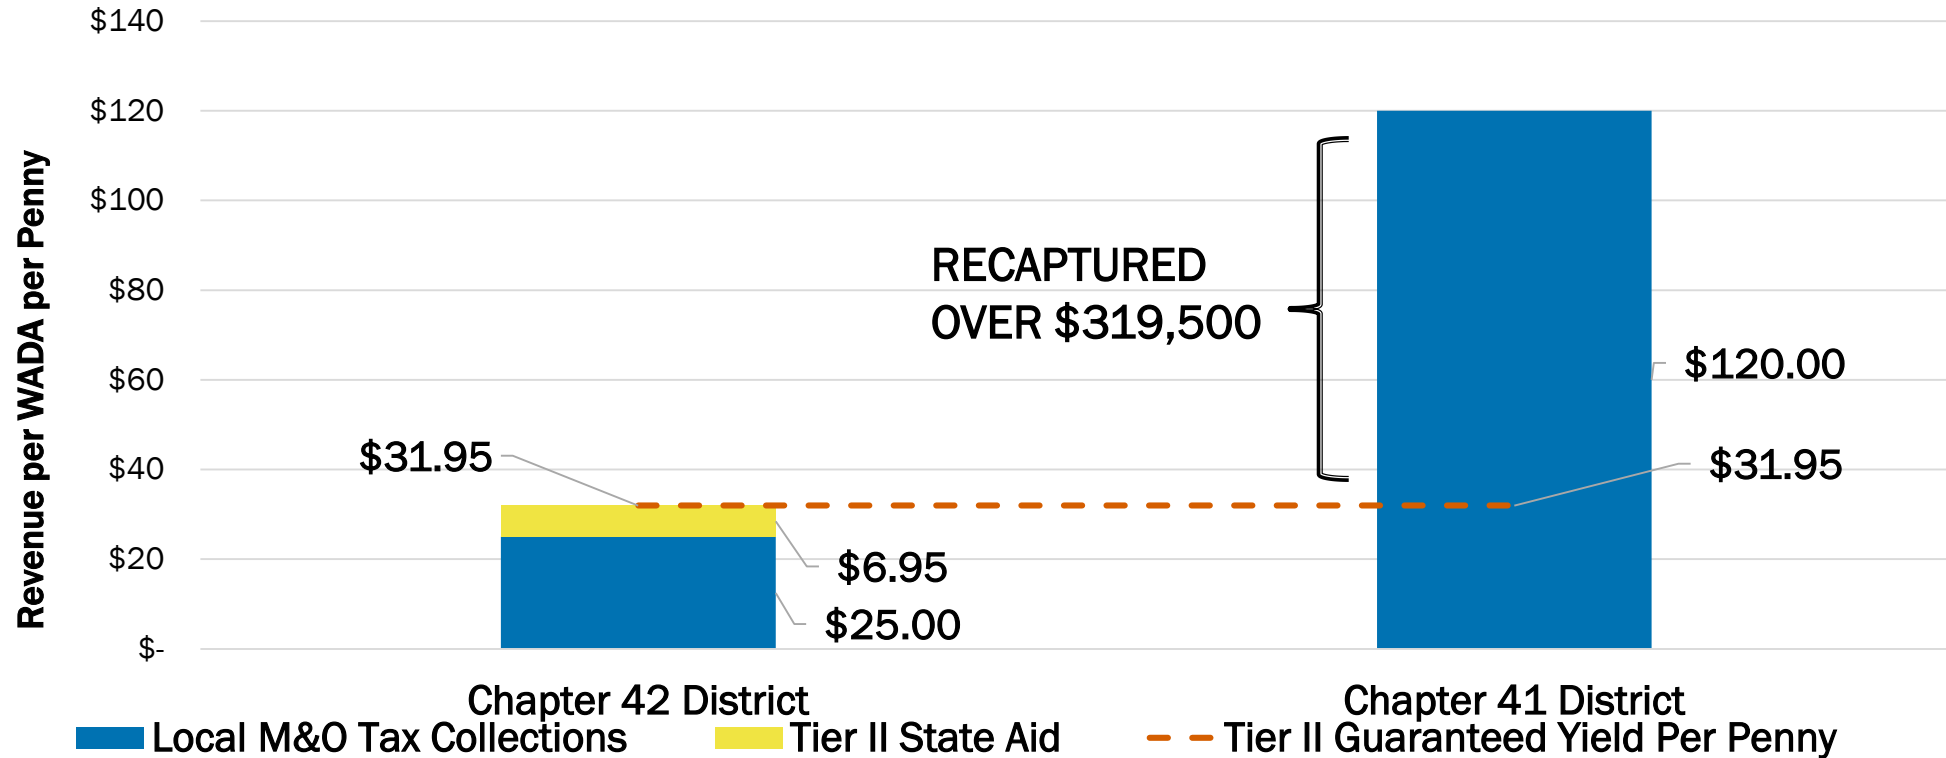 Revenue per WADA per Penny
$140
$120
$100
$80
$60
$40
$20
$-
RECAPTURED
OVER $319,500
$120.00
$31.95
$31.95
$6.95
$25.00
Chapter 42 District
Chapter 41 District
Local M&O Tax Collections
Tier II State Aid
Tier II Guaranteed Yield Per Penny